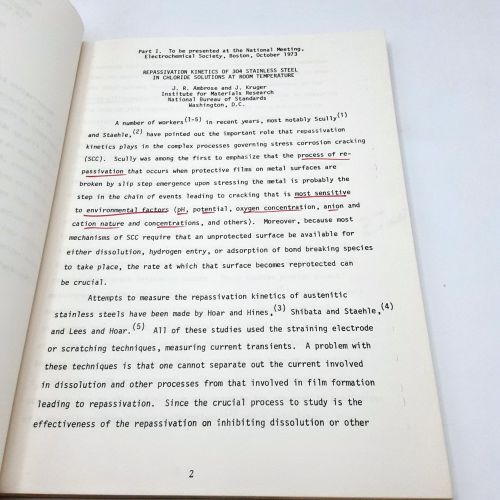 Part I. To be presented at the National Meeting,
Electrochemical Society, Boston, October 1973
REPASSIVATION KINETICS OF 304 STAINLESS STEEL
IN CHLORIDE SOLUTIONS AT ROOM TEMPERATURE
J. R. Ambrose and J. Kruger
Institute for Materials Research
National Bureau of Standards
Washington, D.C.
A number of workers(1-5) in recent years, most notably Scully(1)
and Staehle,(2) have pointed out the important role that repassivation
kinetics plays in the complex processes governing stress corrosion cracking
(SCC). Scully was among the first to emphasize that the process of re-
passivation that occurs when protective films on metal surfaces are
broken by slip step emergence upon stressing the metal is probably the
step in the chain of events leading to cracking that is most sensitive
to environmental factors (pH, potential, oxygen concentration, anion and
cation nature and concentrations, and others). Moreover, because most
mechanisms of SCC require that an unprotected surface be available for
either dissolution, hydrogen entry, or adsorption of bond breaking species
to take place, the rate at which that surface becomes reprotected can
be crucial.
Attempts to measure the repassivation kinetics of austenitic
stainless steels have been made by Hoar and Hines,(3) Shibata and Staehle,(4)
and Lees and Hoar.(5) All of these studies used the straining electrode
or scratching techniques, measuring current transients. A problem with
these techniques is that one cannot separate out the current involved
in dissolution and other processes from that involved in film formation
leading to repassivation. Since the crucial process to study is the
effectiveness of the repassivation on inhibiting dissolution or other
2